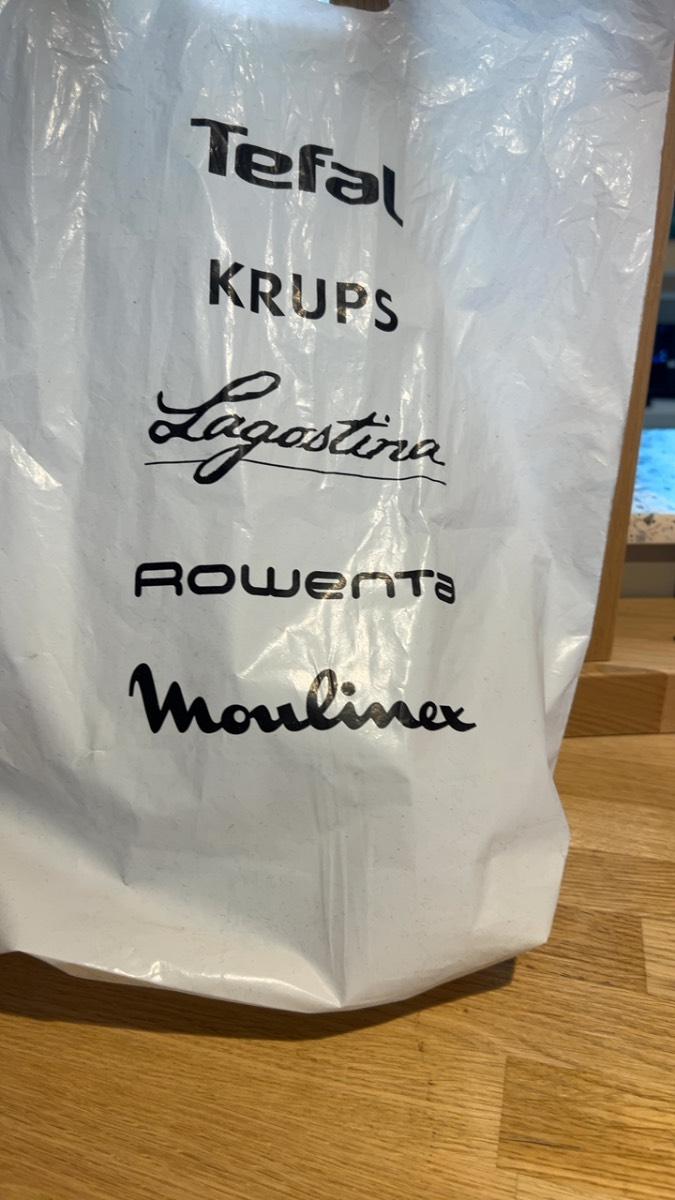 Tefal
KRUPS
Lagostina
Rowenta
Moulinex